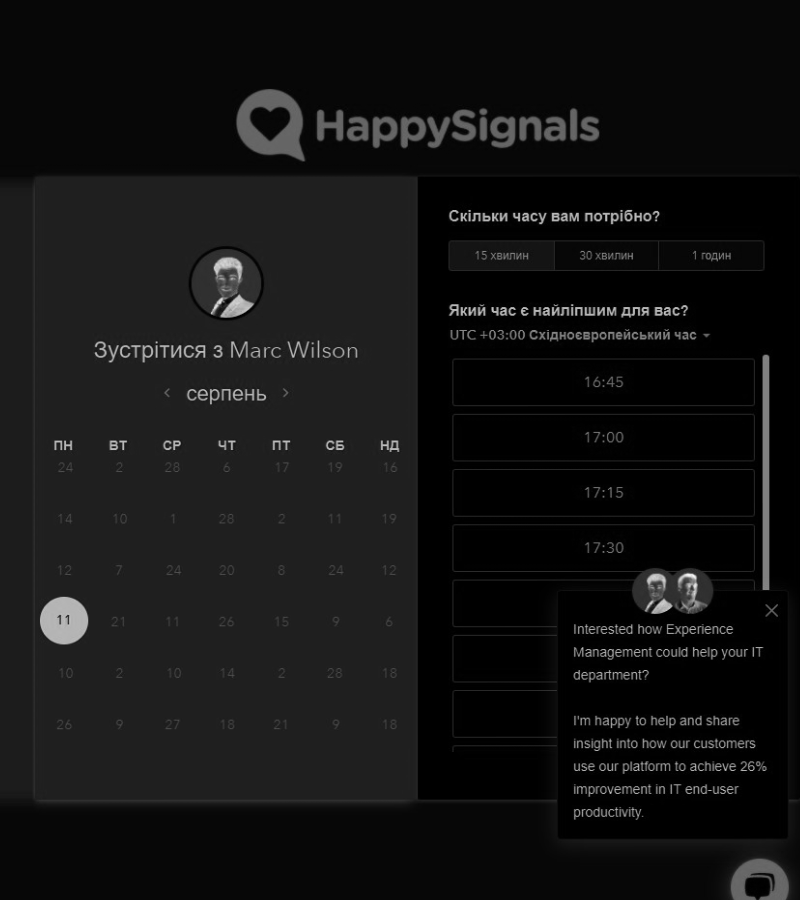 HappySignals
Зустрітися з Marc Wilson
серпень
ПН ВТ СР ЧТ ПТ СБ НД
24 2 28 6 17 19 16
14 10 1 28 2 11 19
12 7 24 20 8 24 12
11 21 11 26 15 9 6
10 2 10 14 2 28 18
26 9 27 18 21 9 18
Скільки часу вам потрібно?
15 хвилин 30 хвилин 1 годин
Який час є найліпшим для вас?
UTC +03:00 Східноєвропейський час
16:45
17:00
17:15
17:30
Interested how Experience
Management could help your IT
department?
I'm happy to help and share
insight into how our customers
use our platform to achieve 26%
improvement in IT end-user
productivity.